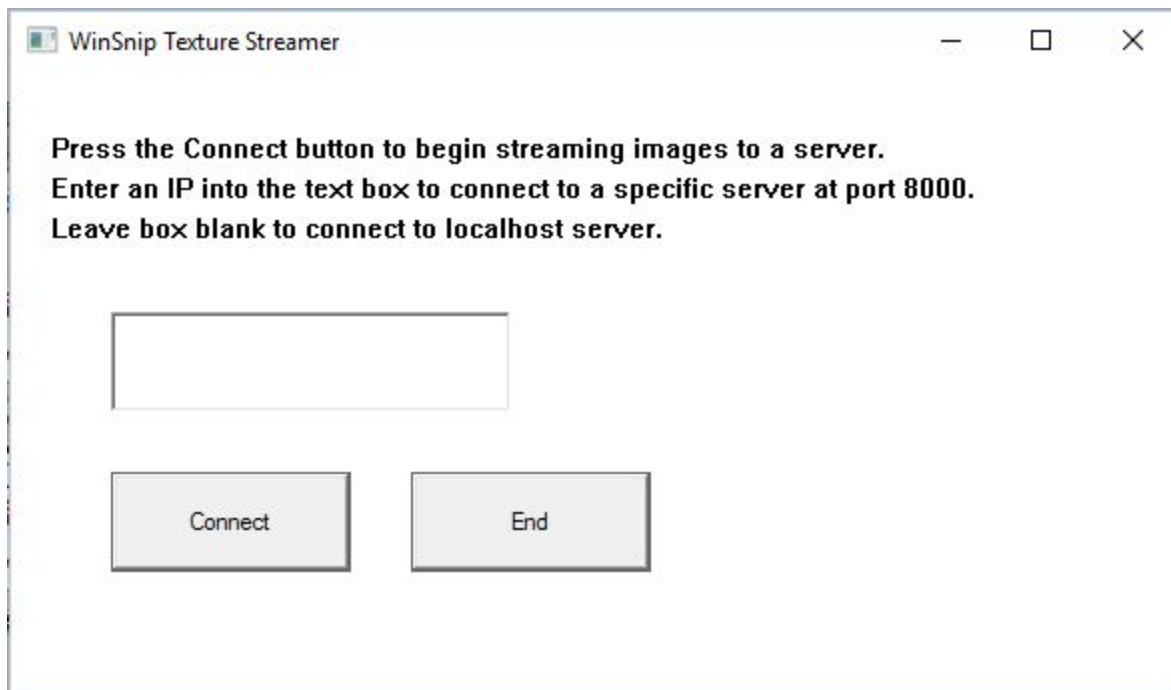 WinSnip Texture Streamer
Press the Connect button to begin streaming images to a server.
Enter an IP into the text box to connect to a specific server at port 8000.
Leave box blank to connect to localhost server.
Connect
End